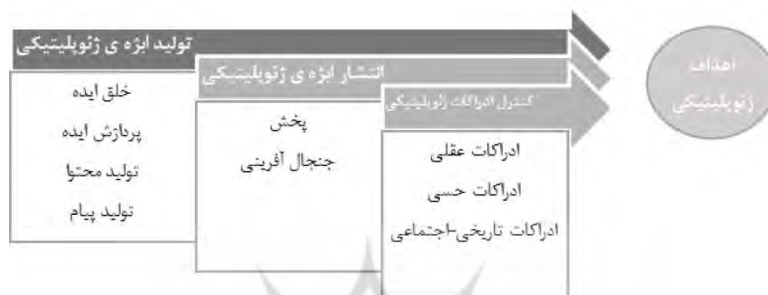 تولید ابژه ی ژئوپلیتیکی
خلق ایده
پردازش ایده
تولید محتوا
تولید پیام
انتشار ابژه ی ژئوپلیتیکی
پخش
جنجال آفرینی
کنترل ادراکات ژئوپلیتیکی
ادراکات عقلی
ادراکات حسی
ادراکات تاریخی-اجتماعی
اهداف
ژئوپلیتیکی